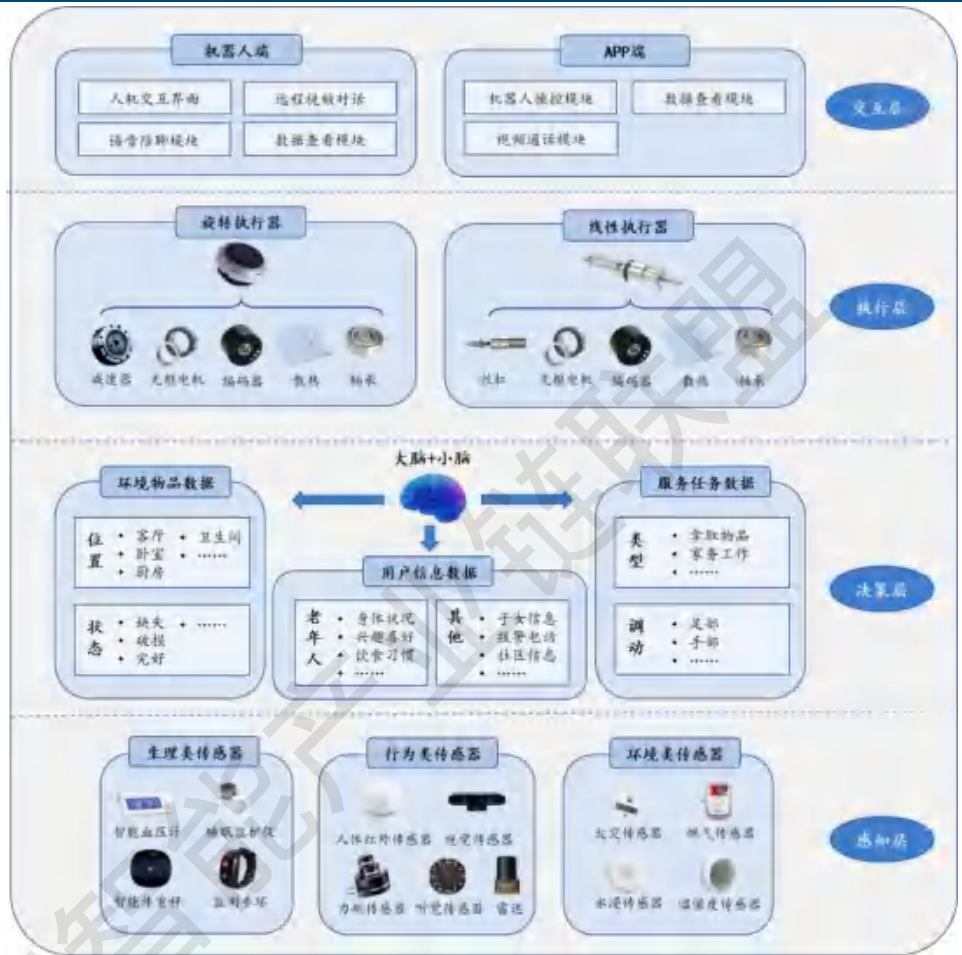 机器人端
APP端
人机交互界面
远程视频对话
机器人操控模块
数据查看模块
交互层
语音陪聊模块
数据查看模块
视频通话模块
旋转执行器
线性执行器
执行层
减速器 无框电机 编码器 散热 轴承
丝杠 无框电机 编码器 散热 轴承
大脑+小脑
环境物品数据
服务任务数据
位置
• 客厅 • 卫生间
• 卧室 • ……
• 厨房
类型
• 拿取物品
• 家务工作
• ……
用户信息数据
决策层
状态
• 缺失 • ……
• 破损
• 完好
老年人
• 身体状况
• 兴趣喜好
• 饮食习惯
• ……
其他
• 子女信息
• 报警电话
• 社区信息
• ……
调动
• 足部
• 手部
• ……
生理类传感器
行为类传感器
环境类传感器
智能血压计 睡眠监护仪
人体红外传感器 视觉传感器
火灾传感器 燃气传感器
感知层
智能体重秤 监测手环
力矩传感器 听觉传感器 雷达
水浸传感器 温湿度传感器
智能产业链联盟